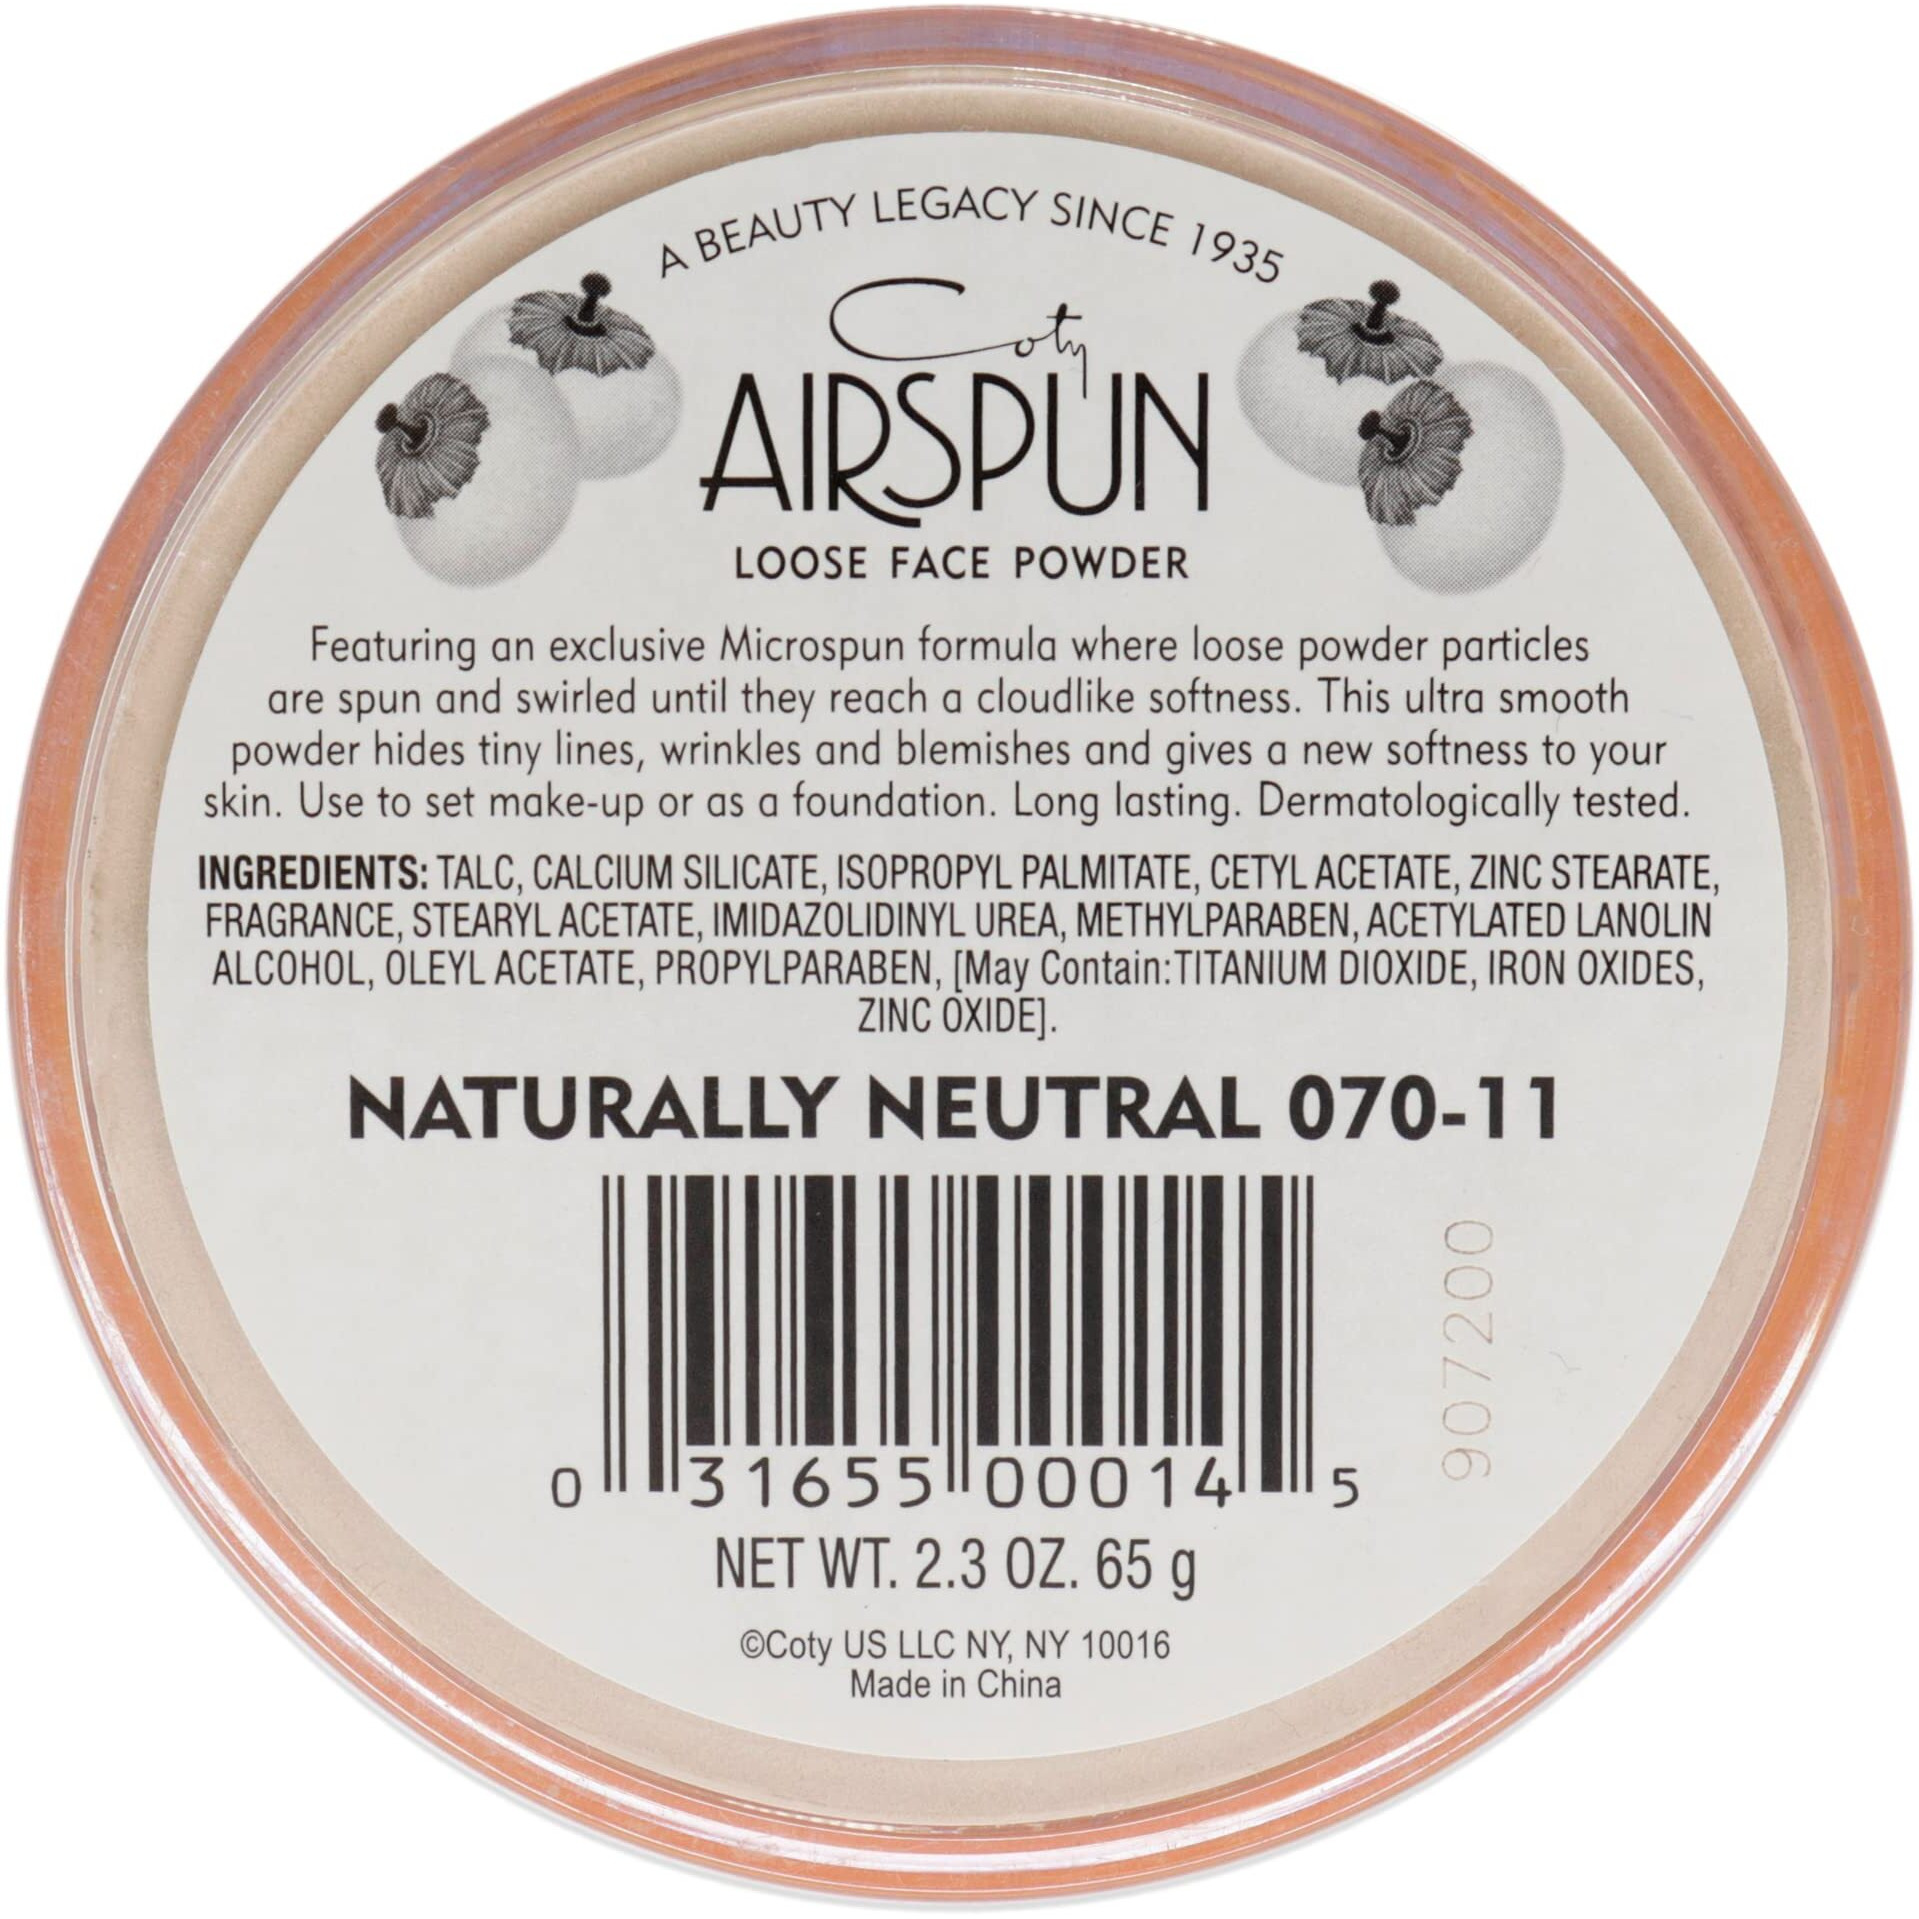 A BEAUTY LEGACY SINCE 1935
Coty
AIRSPUN
LOOSE FACE POWDER
Featuring an exclusive Microspun formula where loose powder particles
are spun and swirled until they reach a cloudlike softness. This ultra smooth
powder hides tiny lines, wrinkles and blemishes and gives a new softness to your
skin. Use to set make-up or as a foundation. Long lasting. Dermatologically tested.
INGREDIENTS: TALC, CALCIUM SILICATE, ISOPROPYL PALMITATE, CETYL ACETATE, ZINC STEARATE,
FRAGRANCE, STEARYL ACETATE, IMIDAZOLIDINYL UREA, METHYLPARABEN, ACETYLATED LANOLIN
ALCOHOL, OLEYL ACETATE, PROPYLPARABEN, [May Contain: TITANIUM DIOXIDE, IRON OXIDES,
ZINC OXIDE].
NATURALLY NEUTRAL 070-11
0 31655 00014 5
907200
NET WT. 2.3 OZ. 65 g
©Coty US LLC NY, NY 10016
Made in China